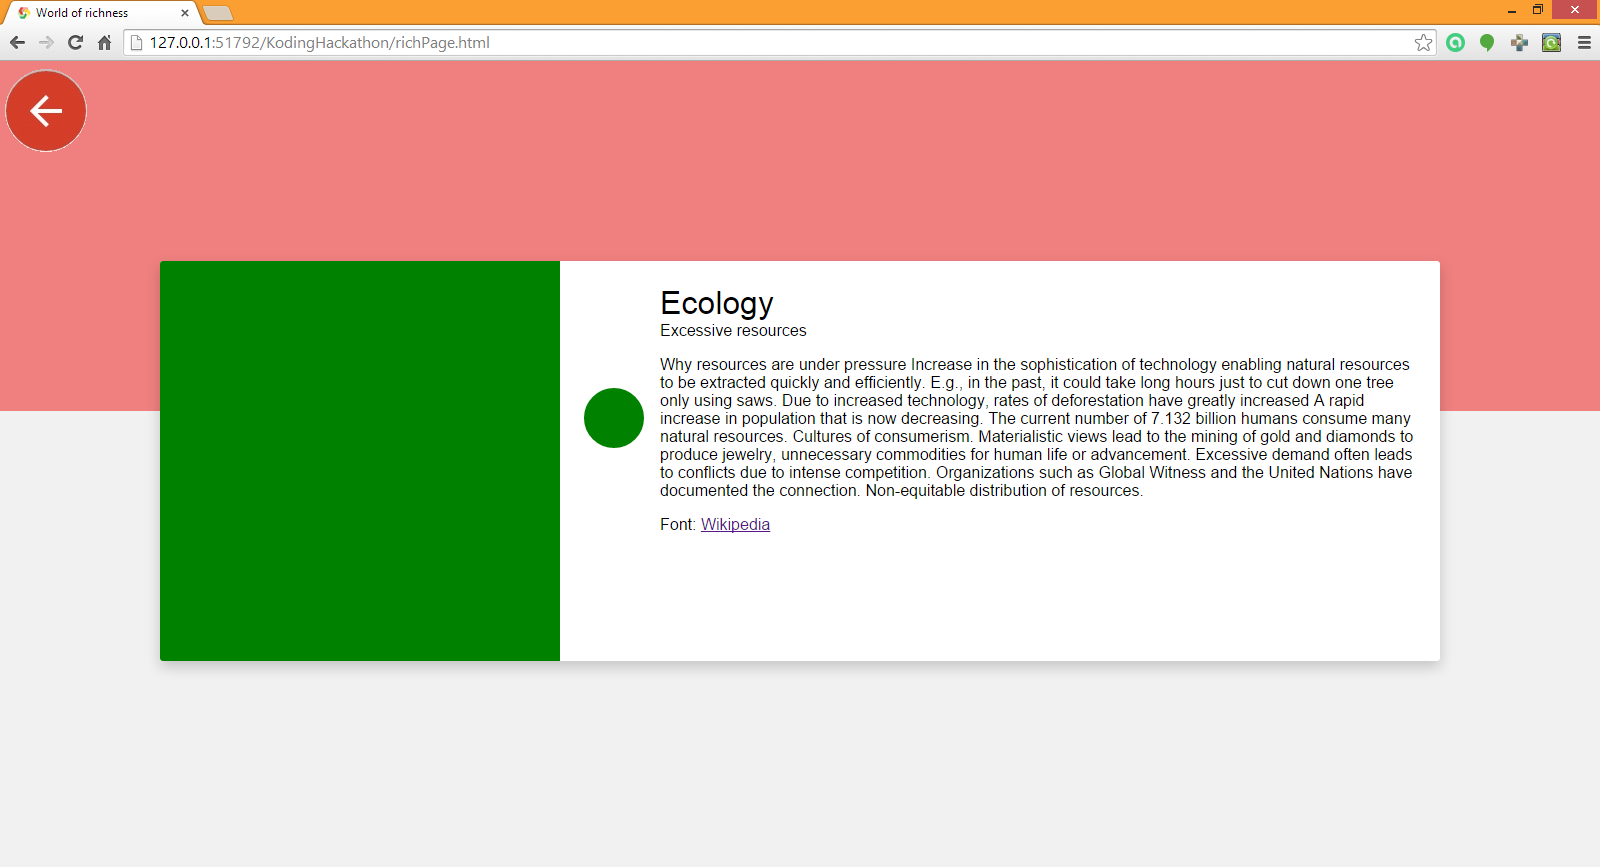 World of richness
127.0.0.1:51792/KodingHackathon/richPage.html
Ecology
Excessive resources
Why resources are under pressure Increase in the sophistication of technology enabling natural resources
to be extracted quickly and efficiently. E.g., in the past, it could take long hours just to cut down one tree
only using saws. Due to increased technology, rates of deforestation have greatly increased A rapid
increase in population that is now decreasing. The current number of 7.132 billion humans consume many
natural resources. Cultures of consumerism. Materialistic views lead to the mining of gold and diamonds to
produce jewelry, unnecessary commodities for human life or advancement. Excessive demand often leads
to conflicts due to intense competition. Organizations such as Global Witness and the United Nations have
documented the connection. Non-equitable distribution of resources.
Font: Wikipedia